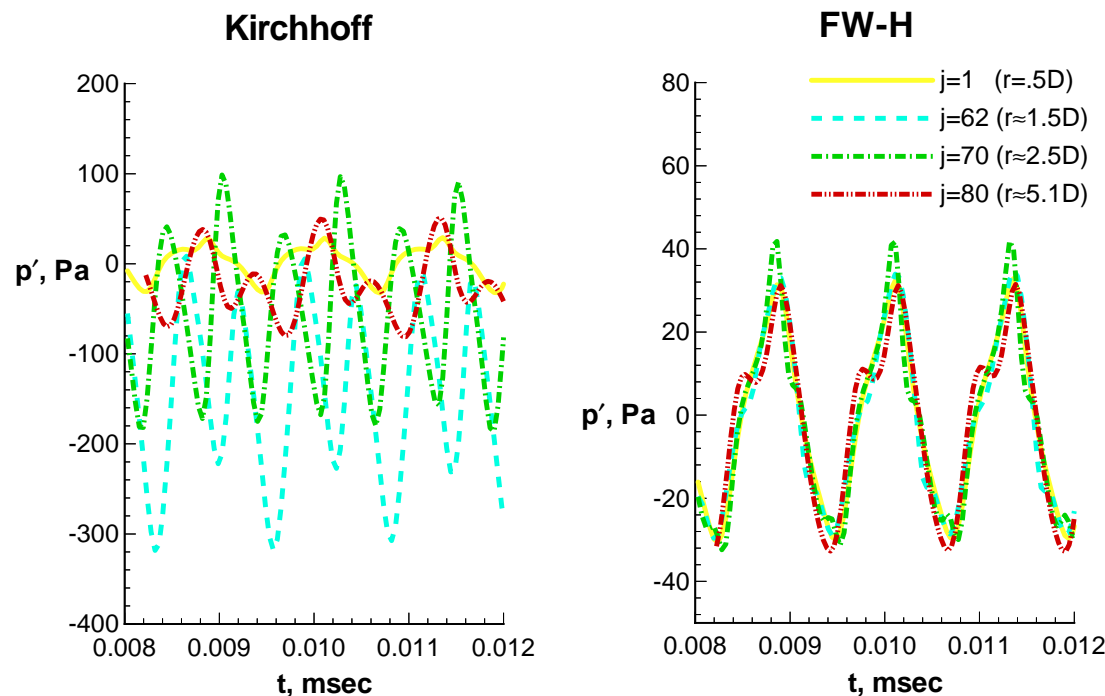 Kirchhoff
200
100
0
-100
-200
-300
-400
p′, Pa
0.008
0.009
0.010
0.011
0.012
t, msec
FW-H
j=1 (r=.5D)
j=62 (r≈1.5D)
j=70 (r≈2.5D)
j=80 (r≈5.1D)
80
60
40
20
0
-20
-40
p′, Pa
0.008
0.009
0.010
0.011
0.012
t, msec